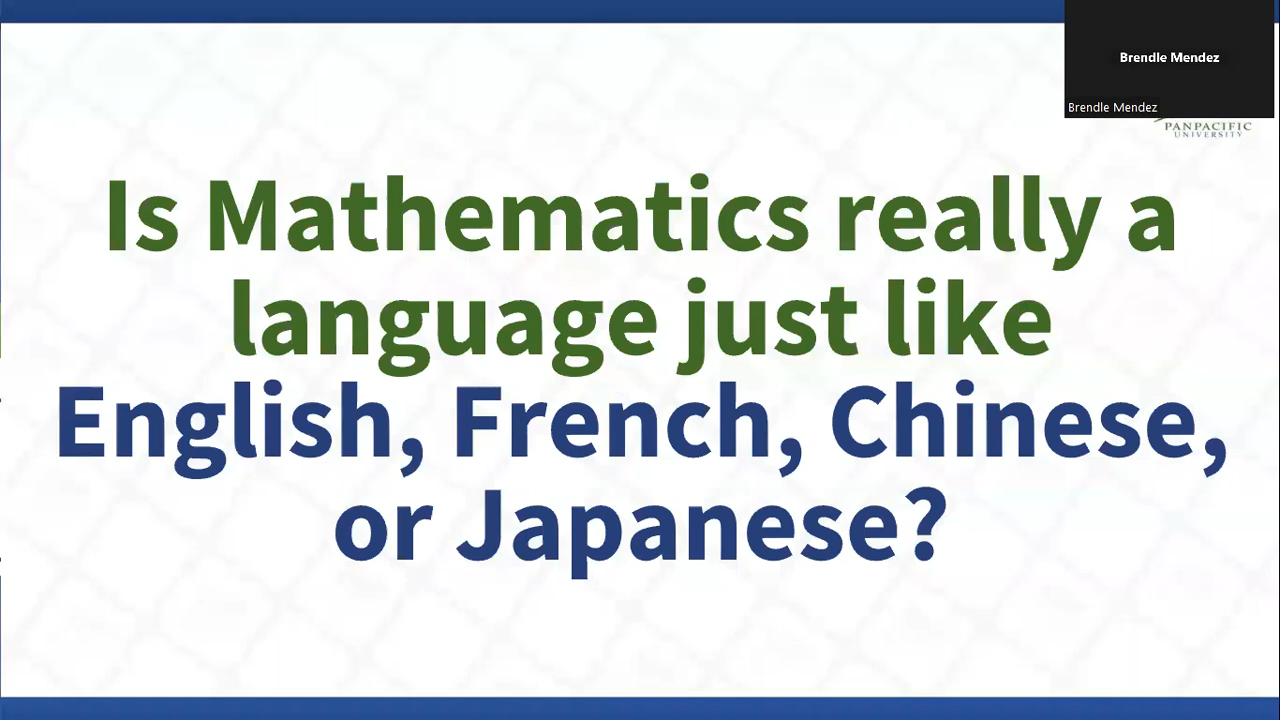 Brendle Mendez
Brendle Mendez
PANPACIFIC
UNIVERSITY
Is Mathematics really a
language just like
English, French, Chinese,
or Japanese?